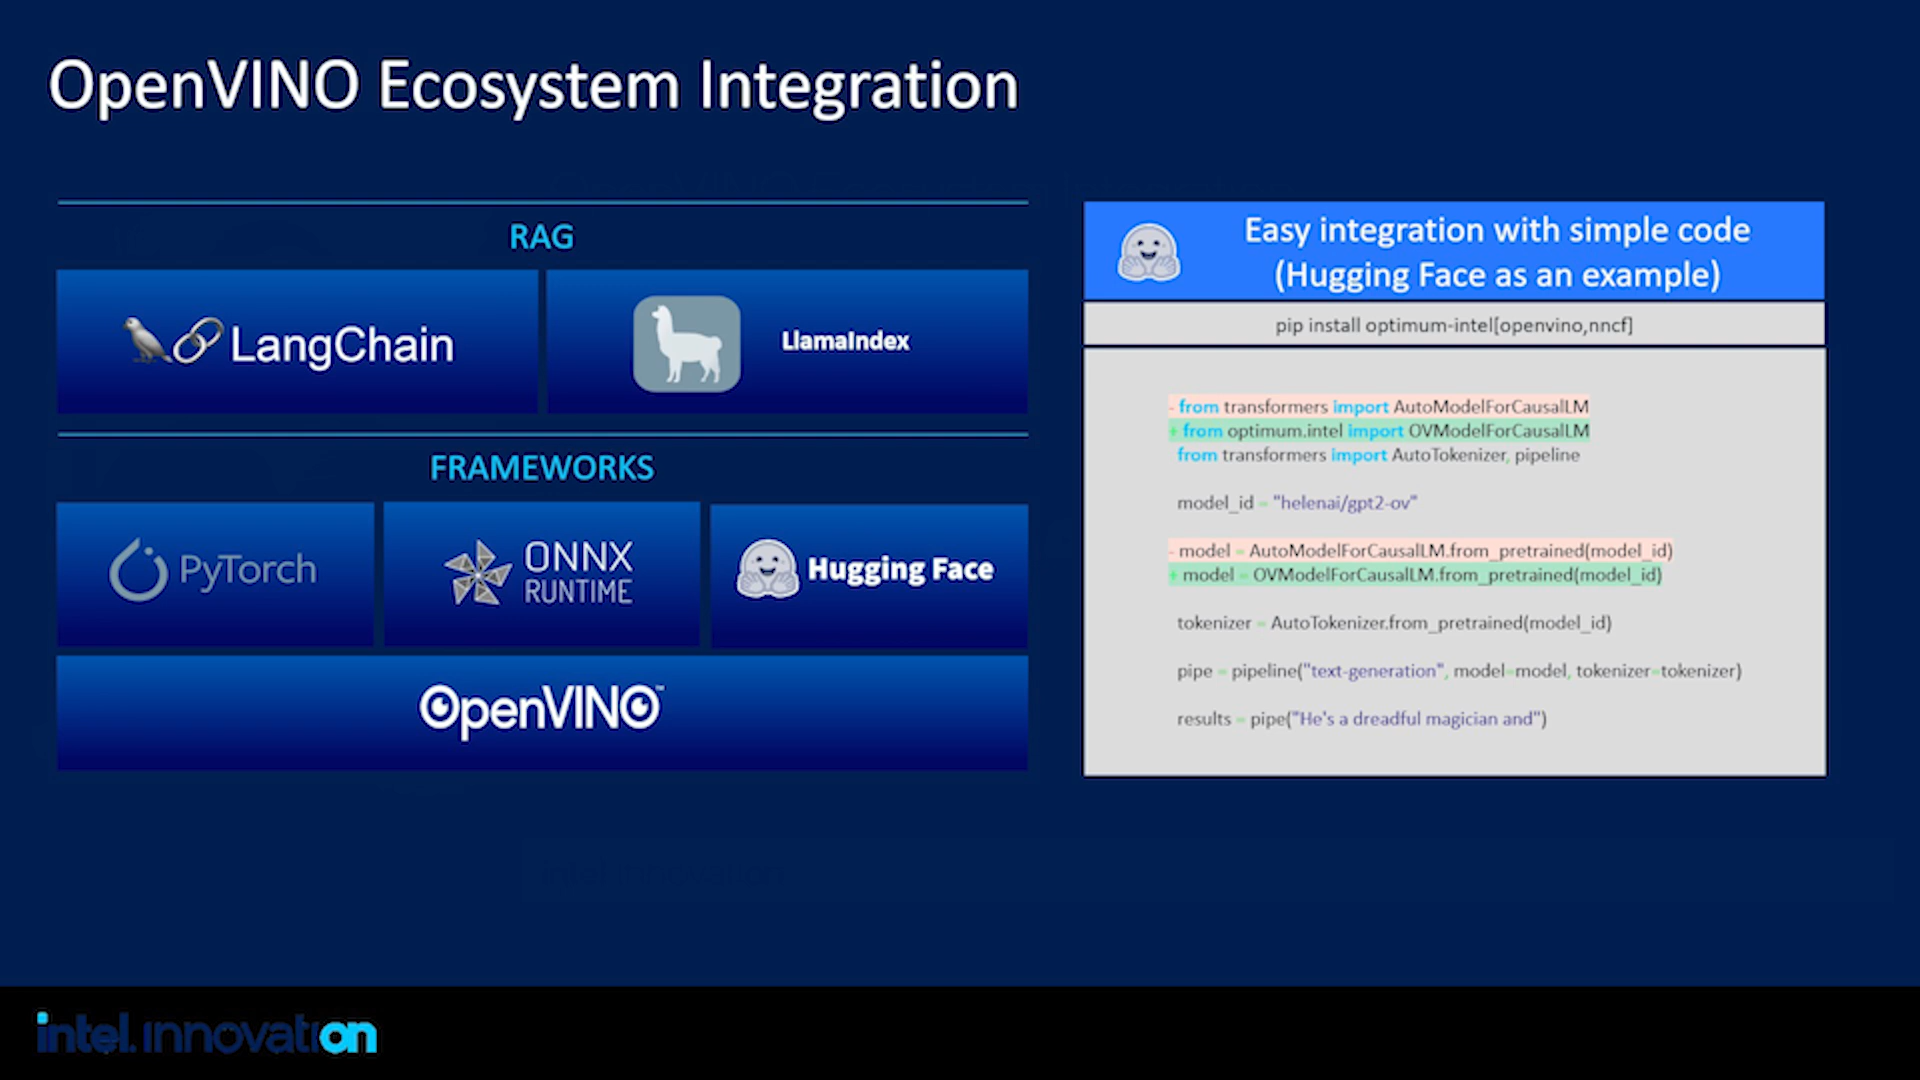 OpenVINO Ecosystem Integration
RAG
LangChain
LlamaIndex
FRAMEWORKS
PyTorch
ONNX
RUNTIME
Hugging Face
OpenVINO™
Easy integration with simple code
(Hugging Face as an example)
pip install optimum-intel[openvino,nncf]
- from transformers import AutoModelForCausalLM
+ from optimum.intel import OVModelForCausalLM
from transformers import AutoTokenizer, pipeline
model_id = "helenai/gpt2-ov"
- model = AutoModelForCausalLM.from_pretrained(model_id)
+ model = OVModelForCausalLM.from_pretrained(model_id)
tokenizer = AutoTokenizer.from_pretrained(model_id)
pipe = pipeline("text-generation", model=model, tokenizer=tokenizer)
results = pipe("He's a dreadful magician and")
intel. innovation